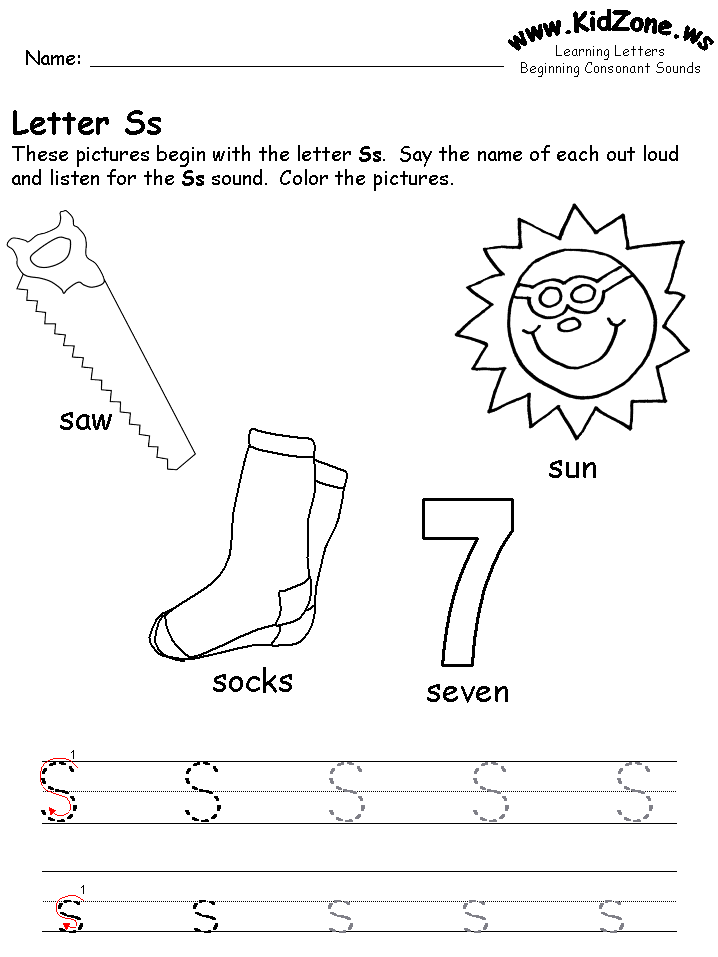 www.KidZone.ws
Learning Letters
Beginning Consonant Sounds
Name:
Letter Ss
These pictures begin with the letter Ss. Say the name of each out loud
and listen for the Ss sound. Color the pictures.
saw
sun
7
socks
seven
1
S S S S S
1
s s s s s